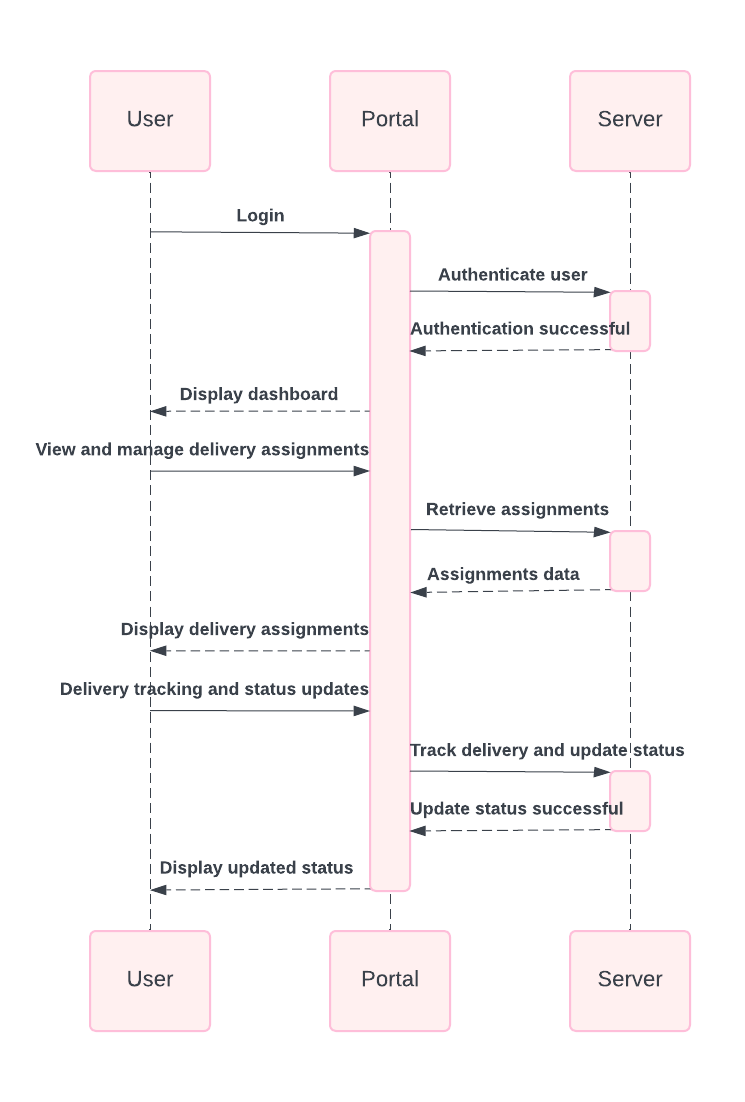 User
Portal
Server
Login
Authenticate user
Authentication successful
Display dashboard
View and manage delivery assignments
Retrieve assignments
Assignments data
Display delivery assignments
Delivery tracking and status updates
Track delivery and update status
Update status successful
Display updated status
User
Portal
Server